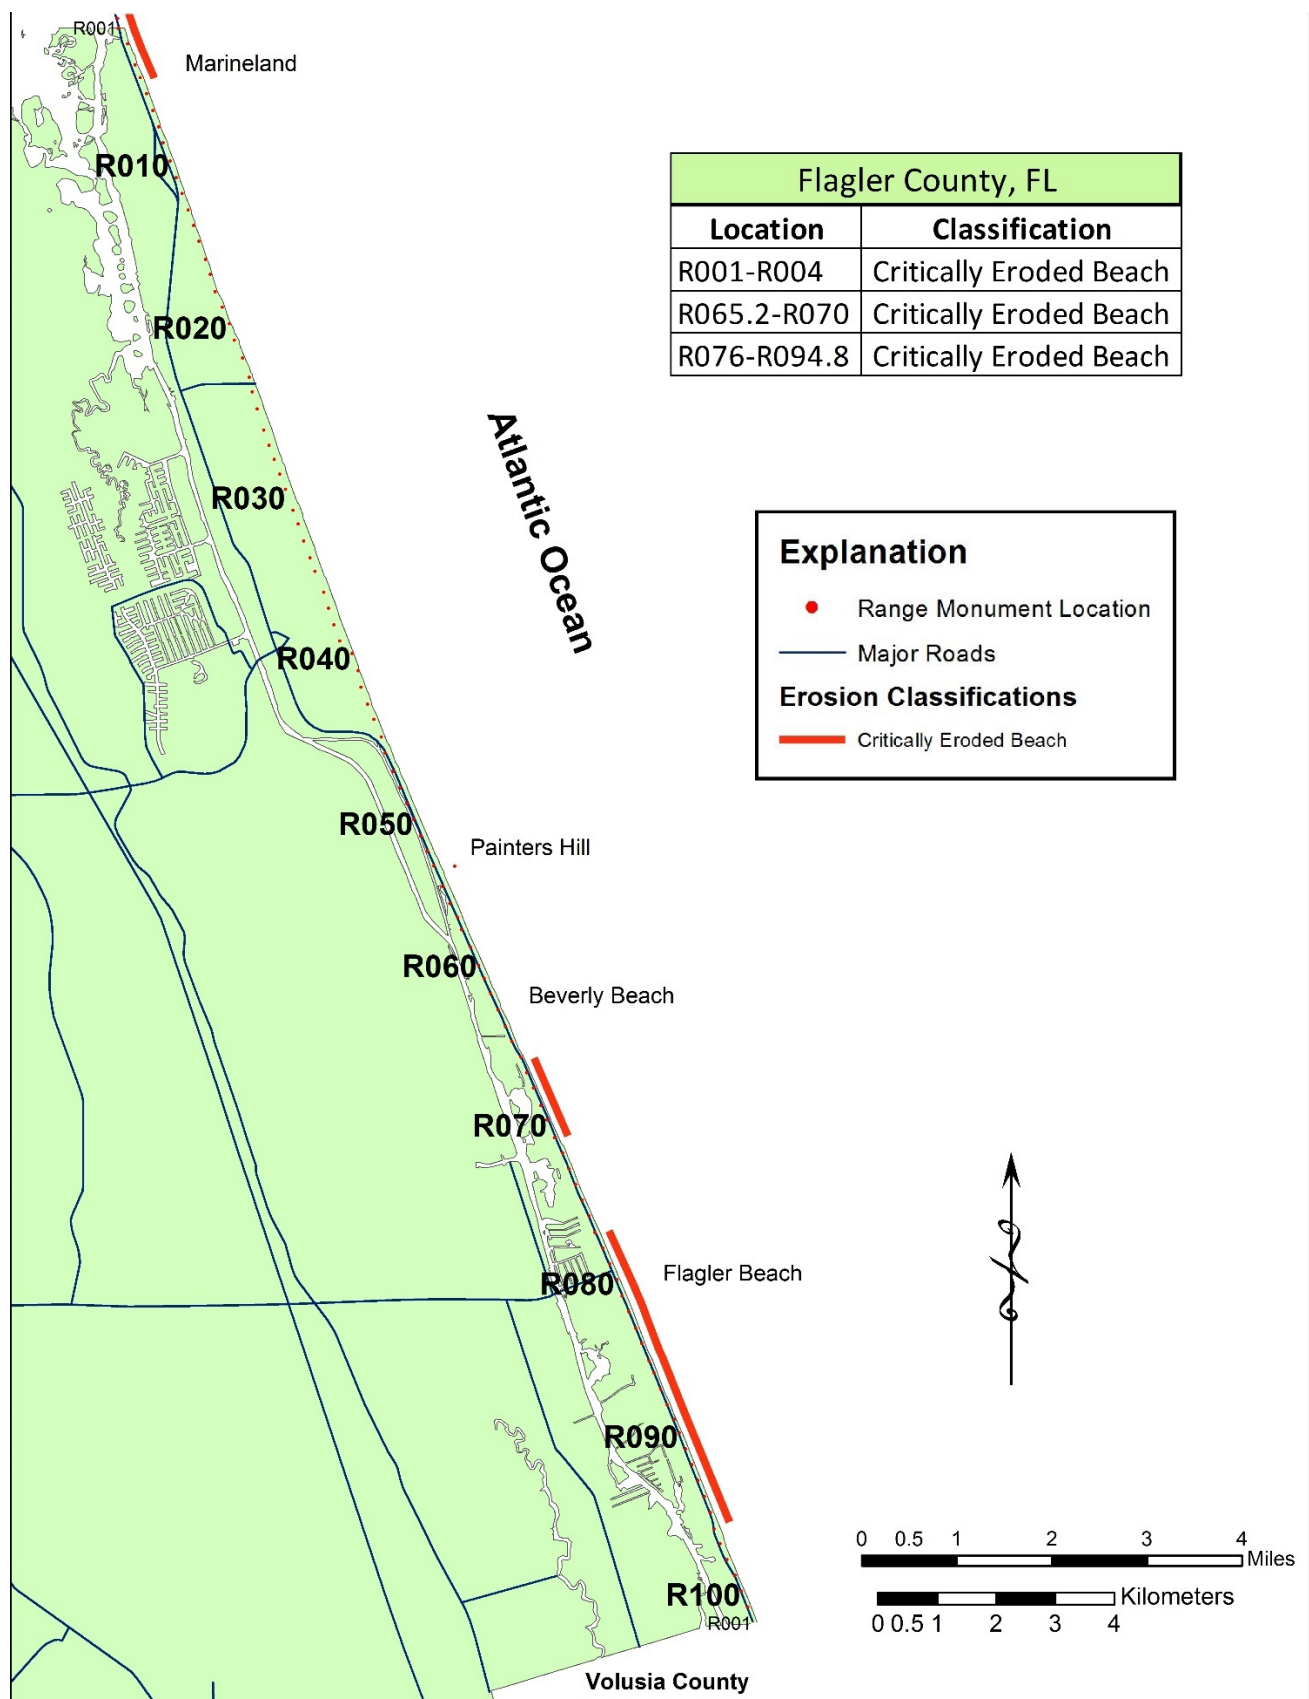 R001
Marineland
R010
Flagler County, FL
Location Classification
R001-R004 Critically Eroded Beach
R065.2-R070 Critically Eroded Beach
R076-R094.8 Critically Eroded Beach
R020
Atlantic Ocean
R030
Explanation
Range Monument Location
Major Roads
Erosion Classifications
Critically Eroded Beach
R040
R050
Painters Hill
R060
Beverly Beach
R070
R080
Flagler Beach
N
R090
0 0.5 1 2 3 4
Miles
R100
Kilometers
0 0.5 1 2 3 4
R001
Volusia County